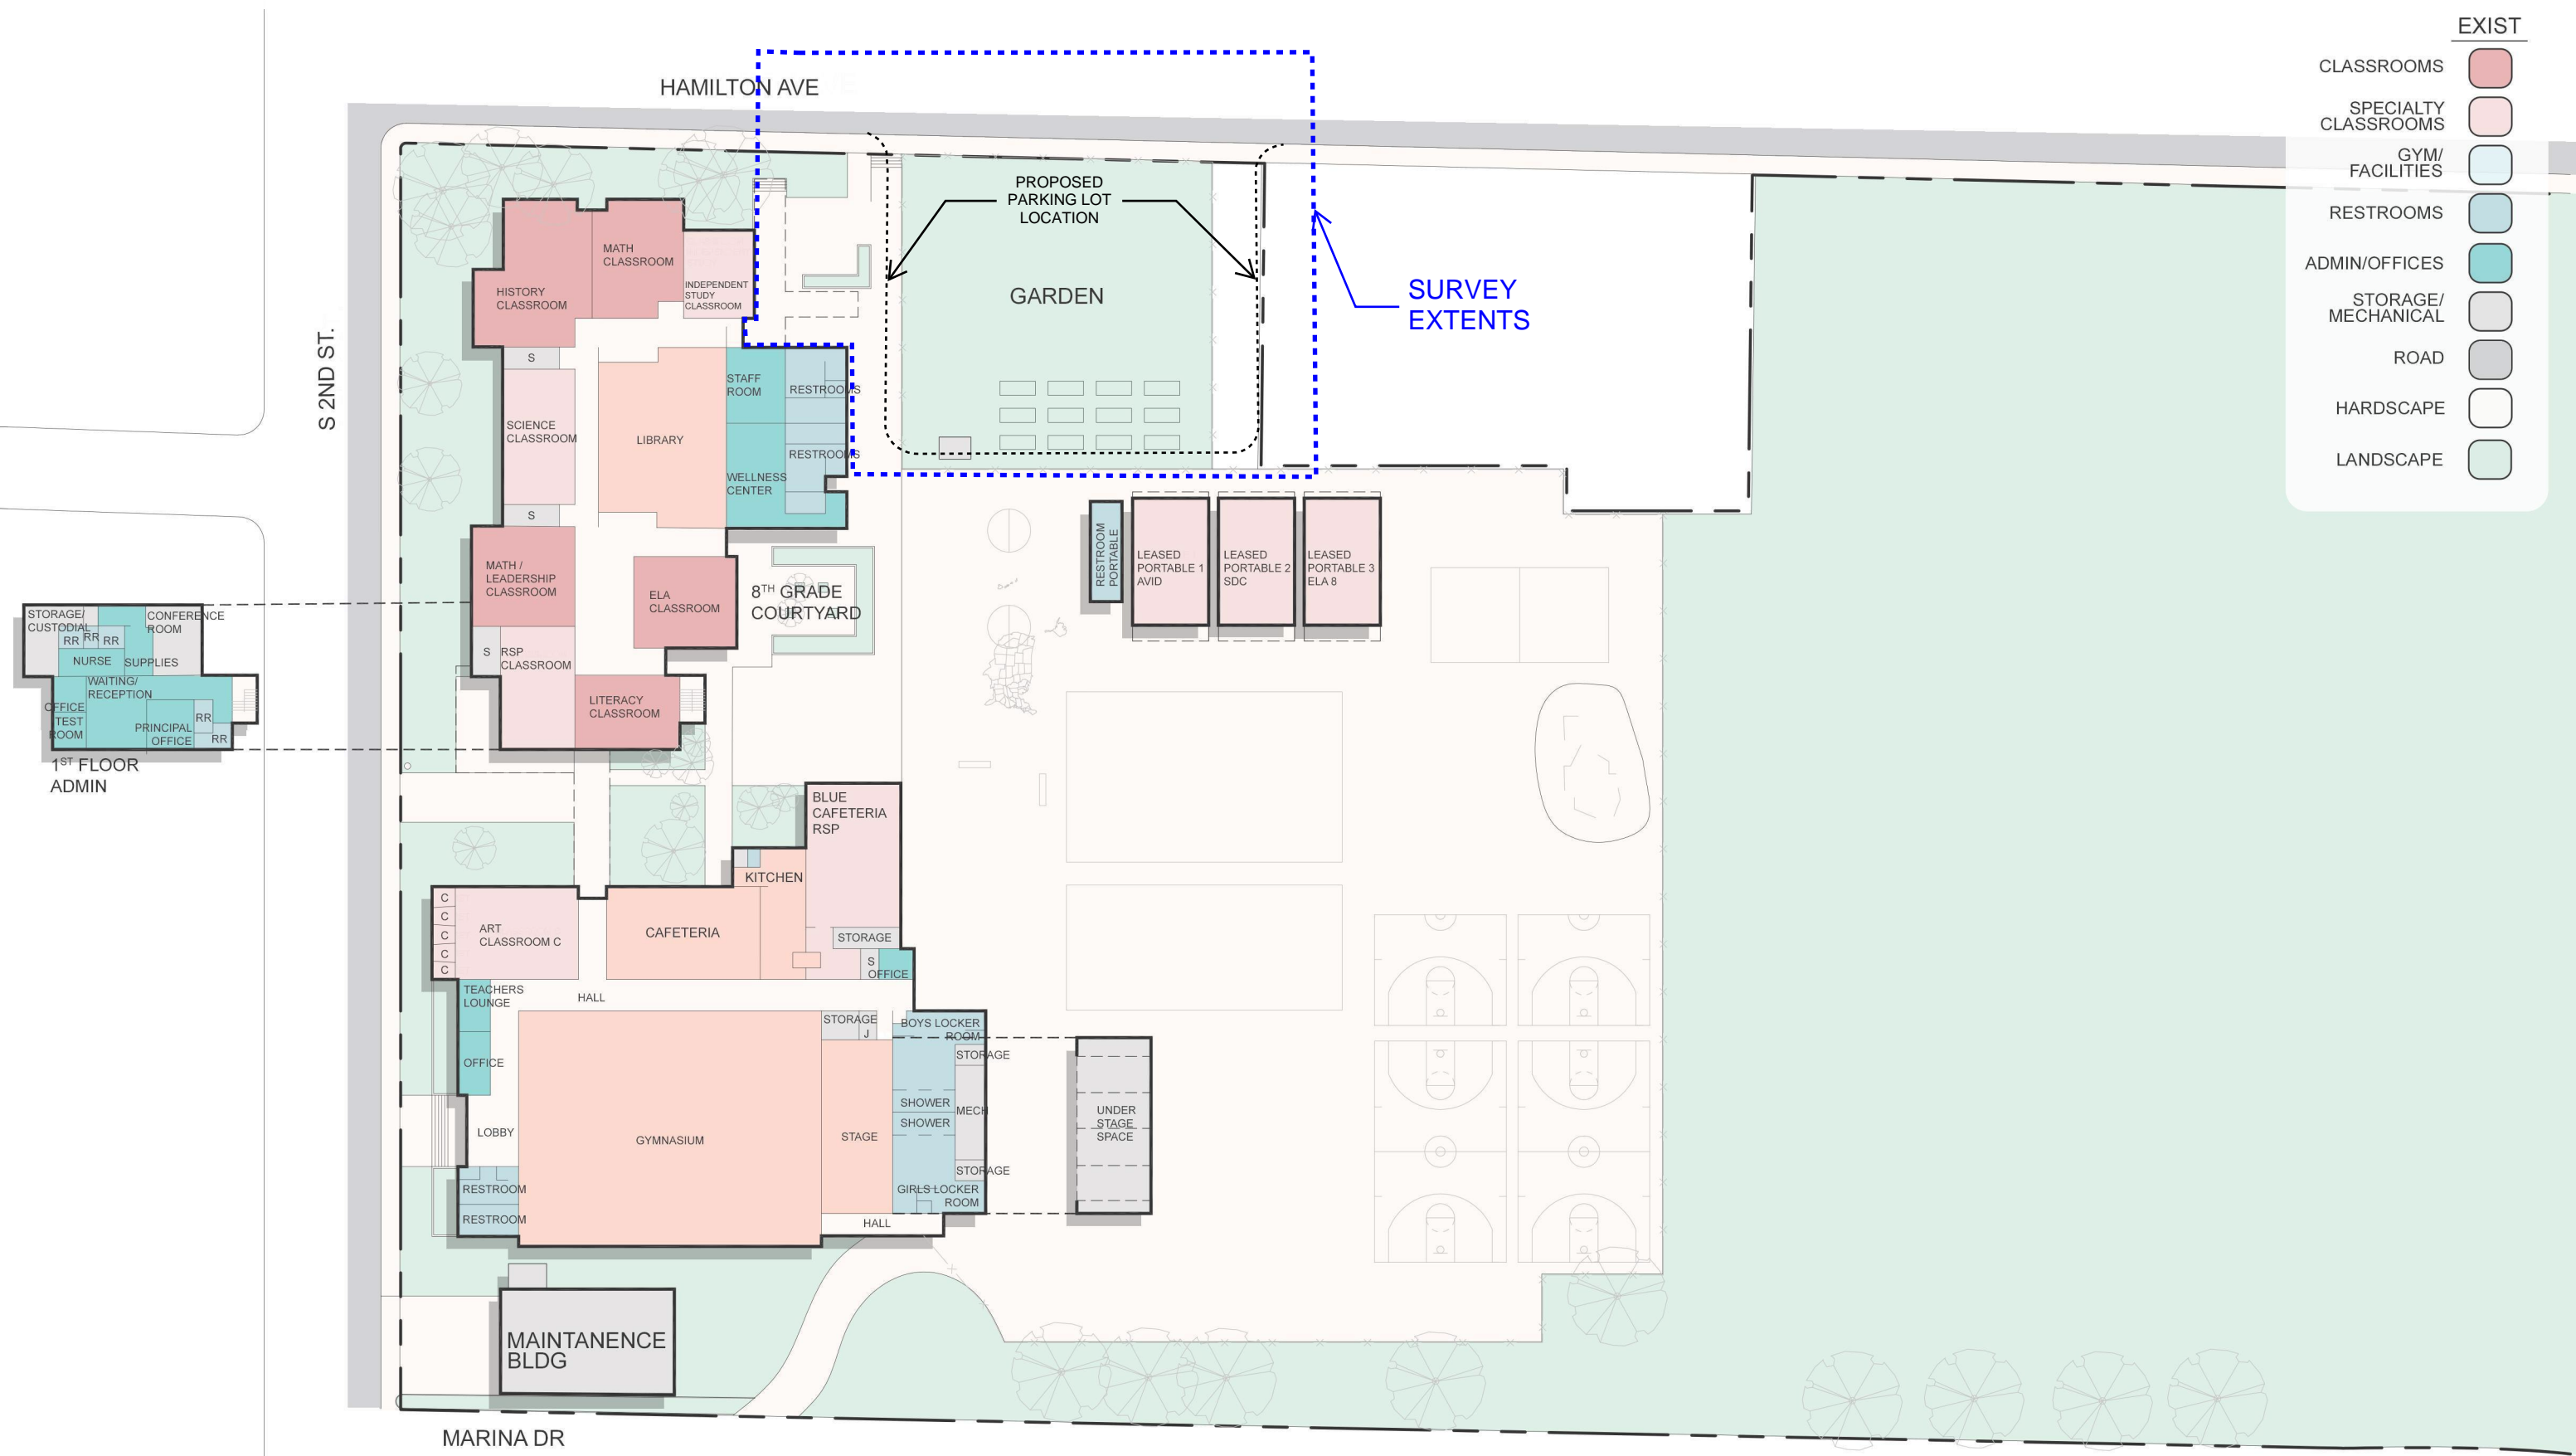 HAMILTON AVE
S 2ND ST.
MARINA DR
PROPOSED
PARKING LOT
LOCATION
GARDEN
SURVEY
EXTENTS
EXIST
CLASSROOMS
SPECIALTY
CLASSROOMS
GYM/
FACILITIES
RESTROOMS
ADMIN/OFFICES
STORAGE/
MECHANICAL
ROAD
HARDSCAPE
LANDSCAPE
MATH
CLASSROOM
HISTORY
CLASSROOM
INDEPENDENT
STUDY
CLASSROOM
S
STAFF
ROOM
RESTROOMS
SCIENCE
CLASSROOM
LIBRARY
RESTROOMS
WELLNESS
CENTER
S
MATH /
LEADERSHIP
CLASSROOM
ELA
CLASSROOM
8TH GRADE
COURTYARD
S
RSP
CLASSROOM
LITERACY
CLASSROOM
RESTROOM
PORTABLE
LEASED
PORTABLE 1
AVID
LEASED
PORTABLE 2
SDC
LEASED
PORTABLE 3
ELA 8
STORAGE/
CUSTODIAL
CONFERENCE
ROOM
RR
RR
RR
NURSE
SUPPLIES
WAITING/
RECEPTION
OFFICE
TEST
ROOM
PRINCIPAL
OFFICE
RR
RR
1ST FLOOR
ADMIN
BLUE
CAFETERIA
RSP
KITCHEN
C
C
C
C
C
ART
CLASSROOM C
CAFETERIA
STORAGE
S
OFFICE
TEACHERS
LOUNGE
HALL
STORAGE
J
BOYS LOCKER
ROOM
STORAGE
OFFICE
SHOWER
MECH
SHOWER
LOBBY
GYMNASIUM
STAGE
STORAGE
GIRLS LOCKER
ROOM
RESTROOM
RESTROOM
HALL
UNDER
STAGE
SPACE
MAINTANENCE
BLDG